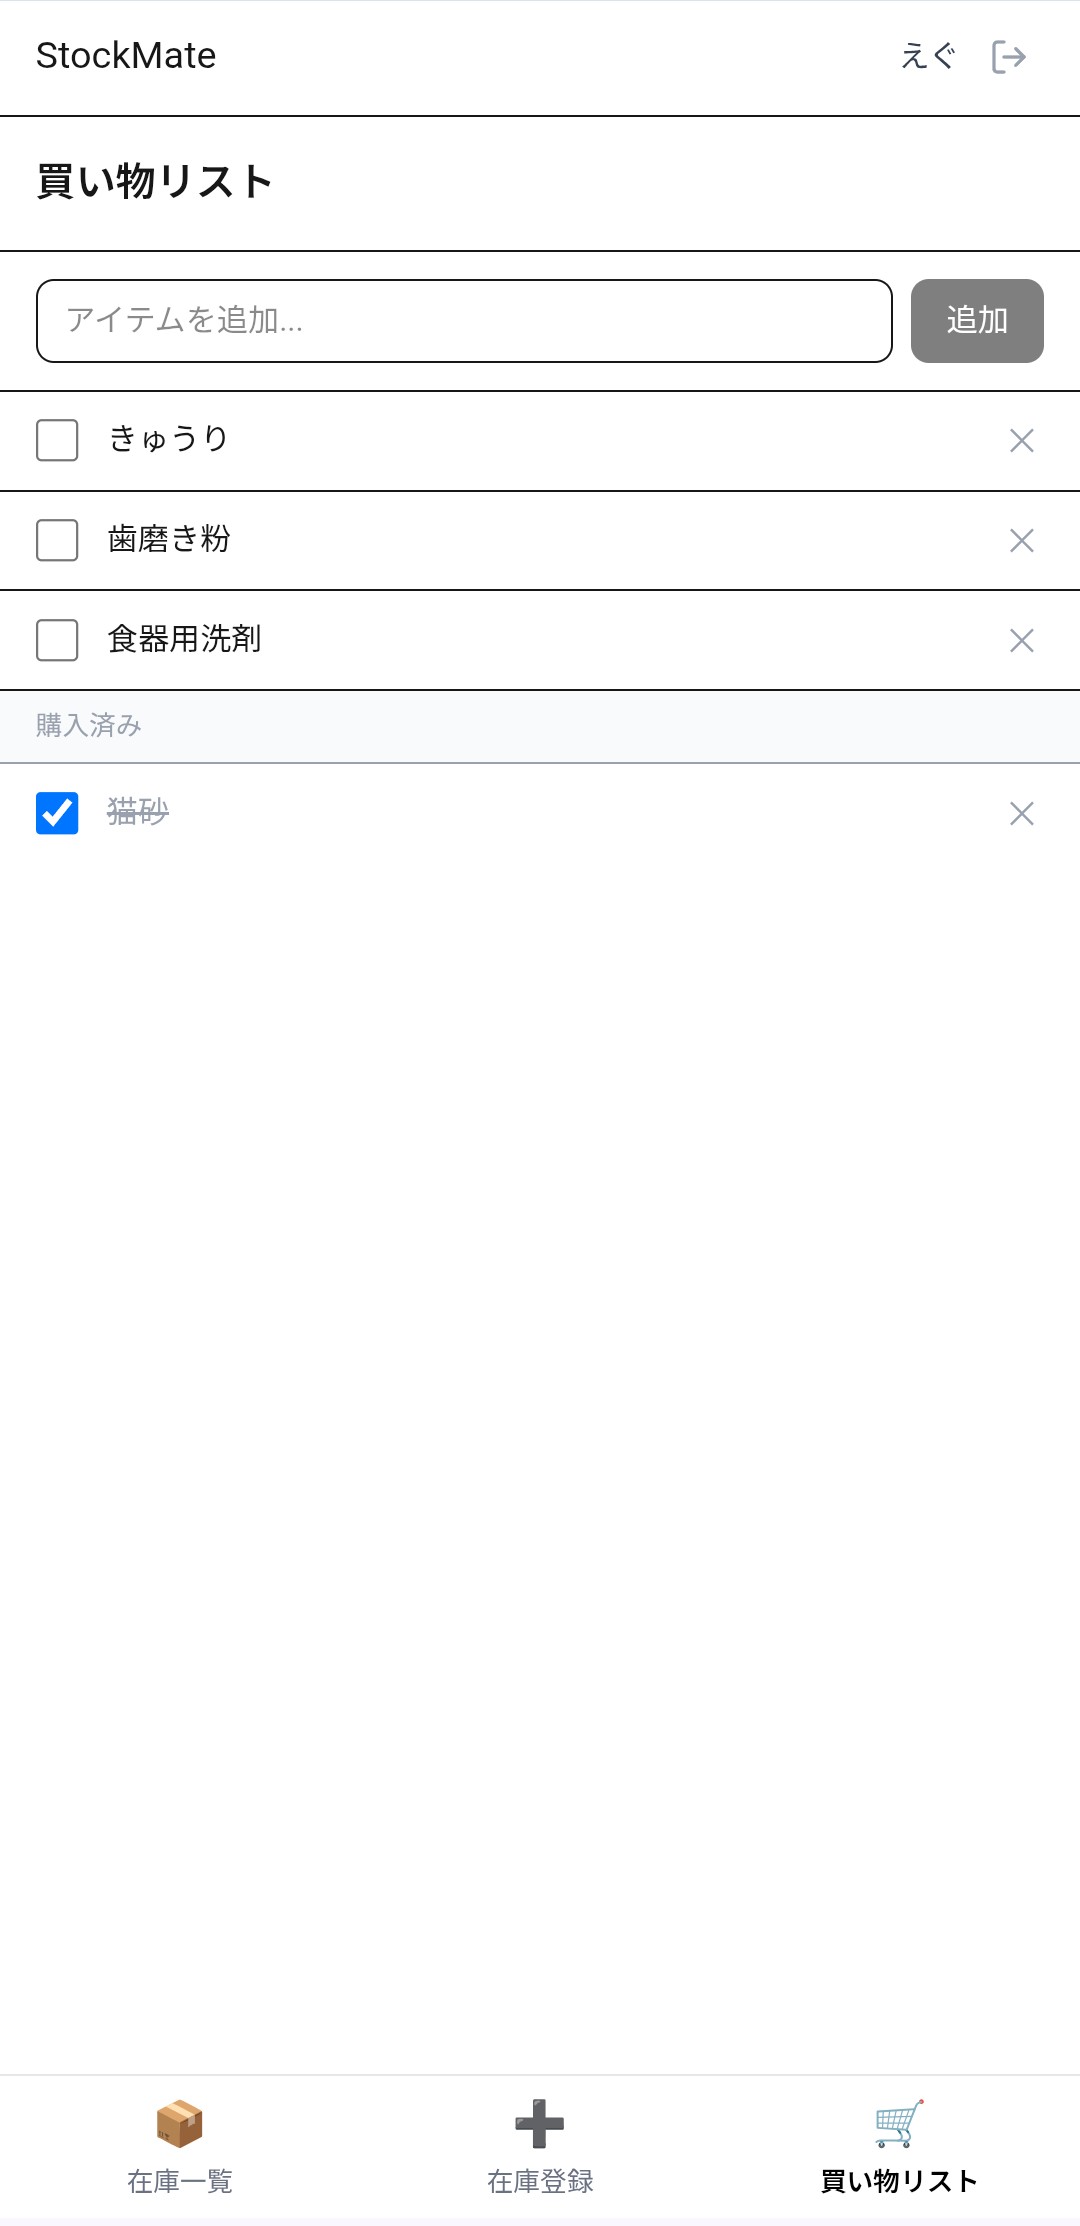 StockMate えぐ
買い物リスト
アイテムを追加... 追加
きゅうり
歯磨き粉
食器用洗剤
購入済み
猫砂
在庫一覧 在庫登録 買い物リスト